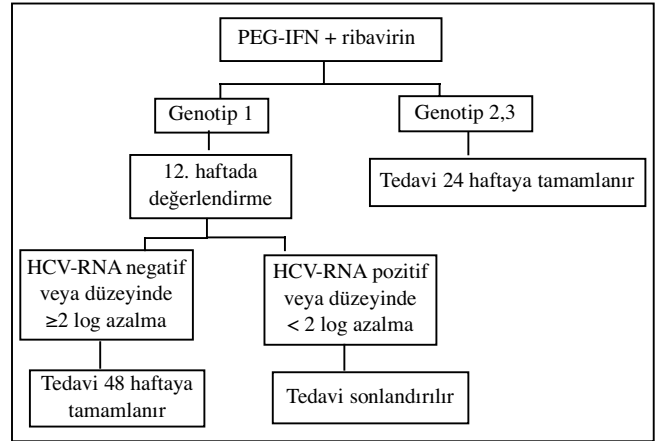 PEG-IFN + ribavirin
Genotip 1
Genotip 2,3
12. haftada
değerlendirme
Tedavi 24 haftaya tamamlanır
HCV-RNA negatif
veya düzeyinde
≥2 log azalma
HCV-RNA pozitif
veya düzeyinde
< 2 log azalma
Tedavi 48 haftaya
tamamlanır
Tedavi sonlandırılır